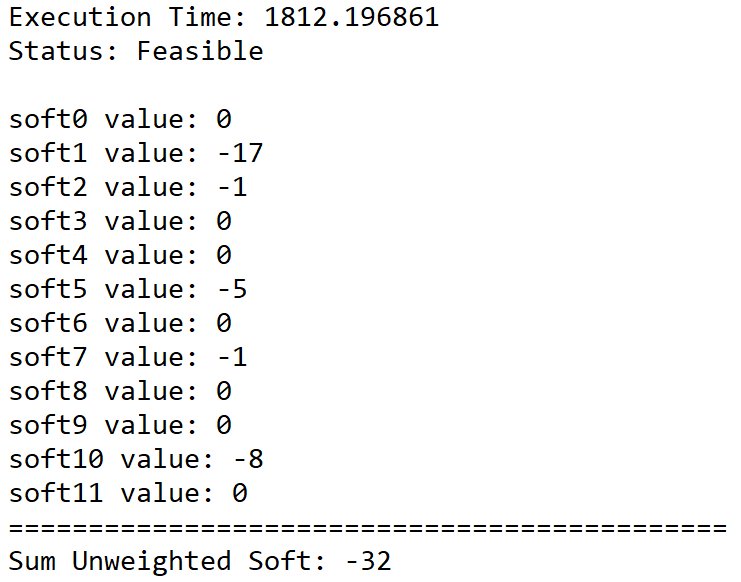 Execution Time: 1812.196861
Status: Feasible
soft0 value: 0
soft1 value: -17
soft2 value: -1
soft3 value: 0
soft4 value: 0
soft5 value: -5
soft6 value: 0
soft7 value: -1
soft8 value: 0
soft9 value: 0
soft10 value: -8
soft11 value: 0
=============================================
Sum Unweighted Soft: -32